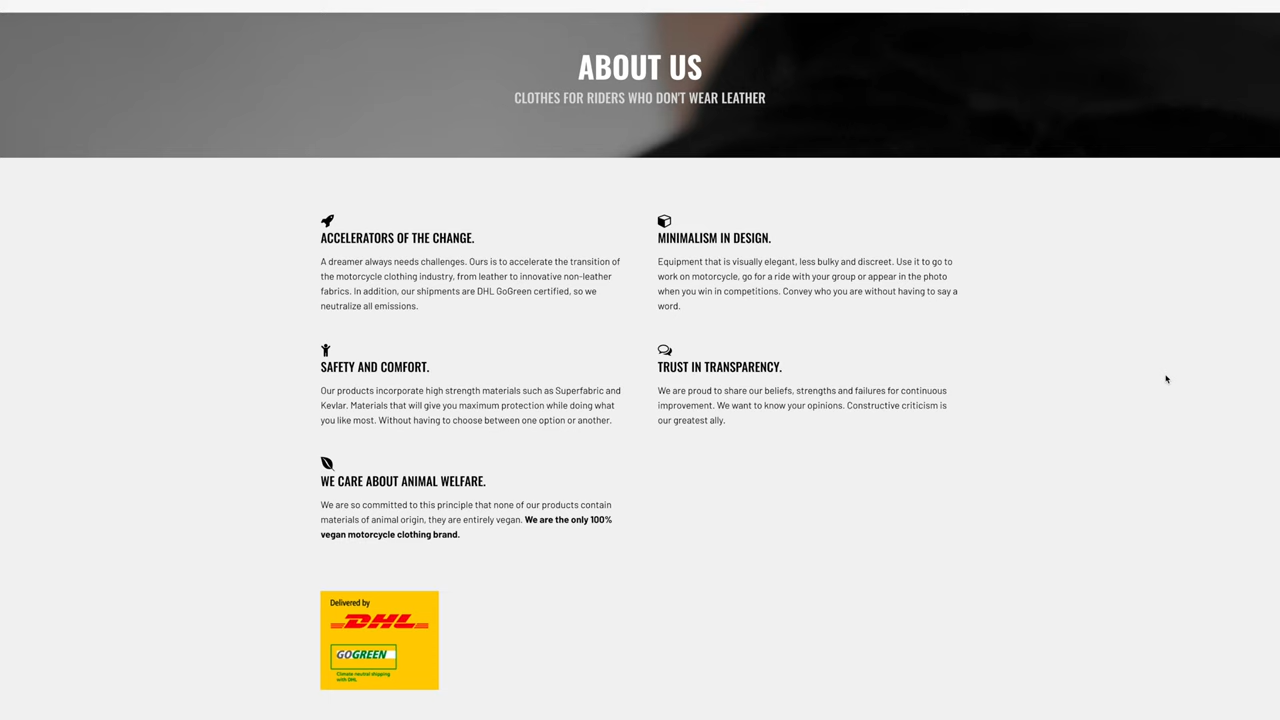 ABOUT US
CLOTHES FOR RIDERS WHO DON'T WEAR LEATHER
ACCELERATORS OF THE CHANGE.
A dreamer always needs challenges. Ours is to accelerate the transition of
the motorcycle clothing industry, from leather to innovative non-leather
fabrics. In addition, our shipments are DHL GoGreen certified, so we
neutralize all emissions.
MINIMALISM IN DESIGN.
Equipment that is visually elegant, less bulky and discreet. Use it to go to
work on motorcycle, go for a ride with your group or appear in the photo
when you win in competitions. Convey who you are without having to say a
word.
SAFETY AND COMFORT.
Our products incorporate high strength materials such as Superfabric and
Kevlar. Materials that will give you maximum protection while doing what
you like most. Without having to choose between one option or another.
TRUST IN TRANSPARENCY.
We are proud to share our beliefs, strengths and failures for continuous
improvement. We want to know your opinions. Constructive criticism is
our greatest ally.
WE CARE ABOUT ANIMAL WELFARE.
We are so committed to this principle that none of our products contain
materials of animal origin, they are entirely vegan. We are the only 100%
vegan motorcycle clothing brand.
Delivered by
DHL
GOGREEN
Climate neutral shipping
with DHL